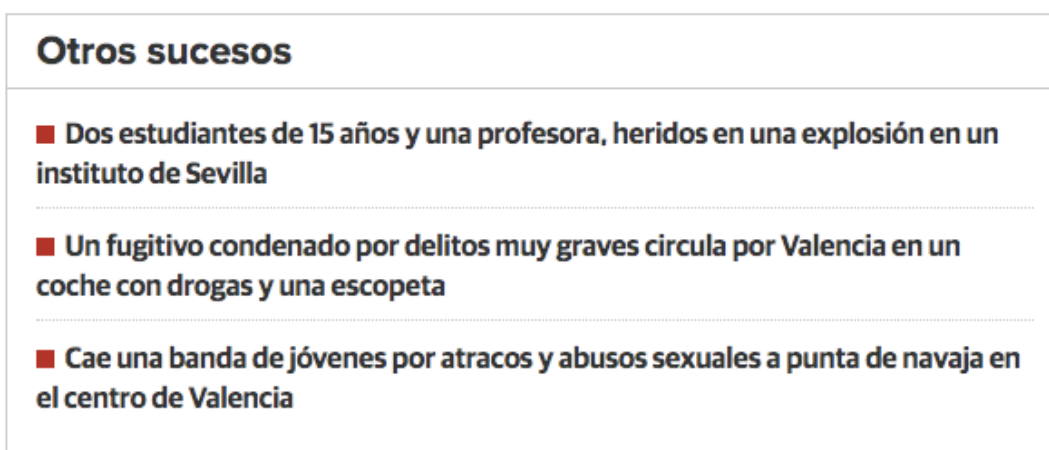 Otros sucesos
Dos estudiantes de 15 años y una profesora, heridos en una explosión en un
instituto de Sevilla
Un fugitivo condenado por delitos muy graves circula por Valencia en un
coche con drogas y una escopeta
Cae una banda de jóvenes por atracos y abusos sexuales a punta de navaja en
el centro de Valencia